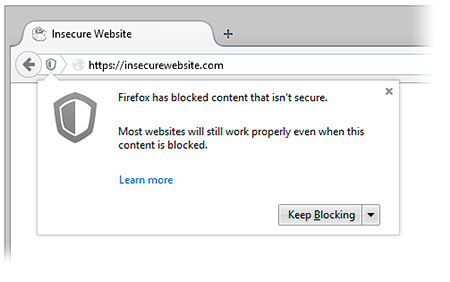 Insecure Website
https://insecurewebsite.com
Firefox has blocked content that isn't secure.
Most websites will still work properly even when this
content is blocked.
Learn more
Keep Blocking